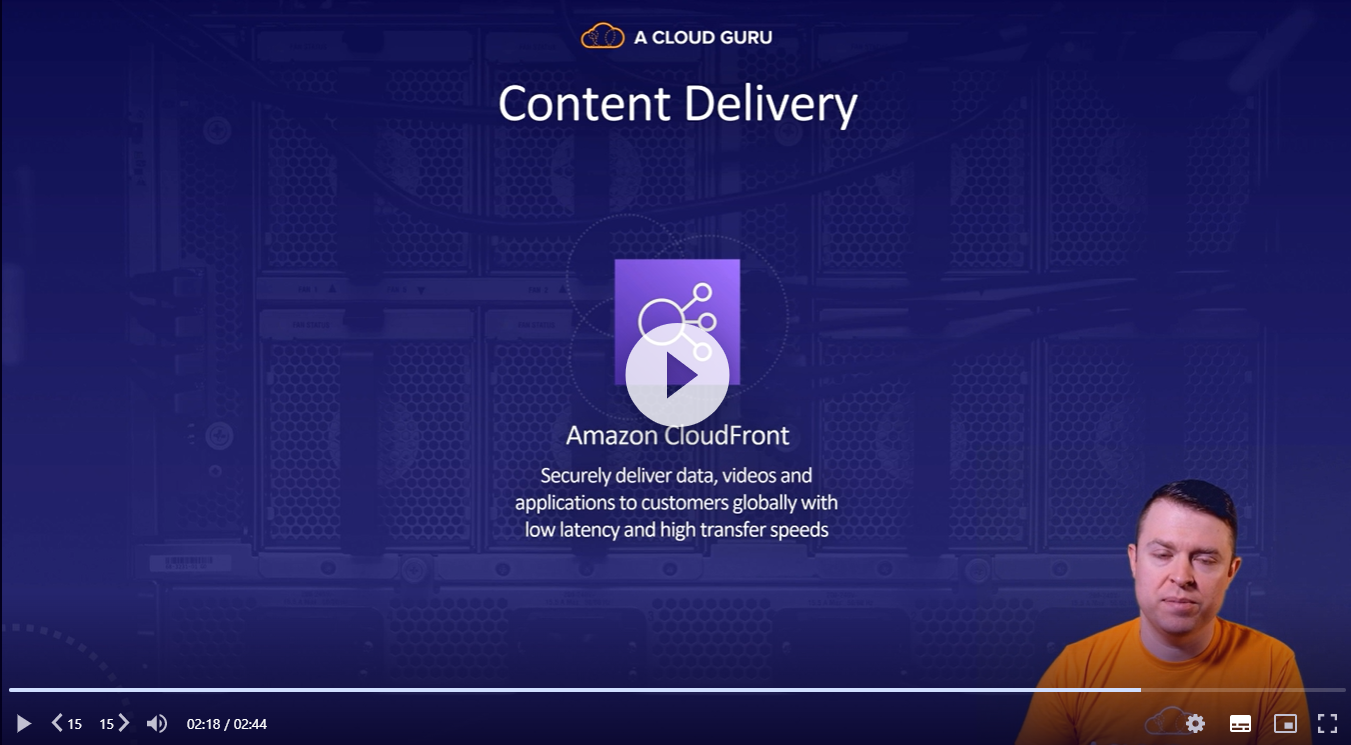 A CLOUD GURU
Content Delivery
Amazon CloudFront
Securely deliver data, videos and
applications to customers globally with
low latency and high transfer speeds
15 15 02:18 / 02:44